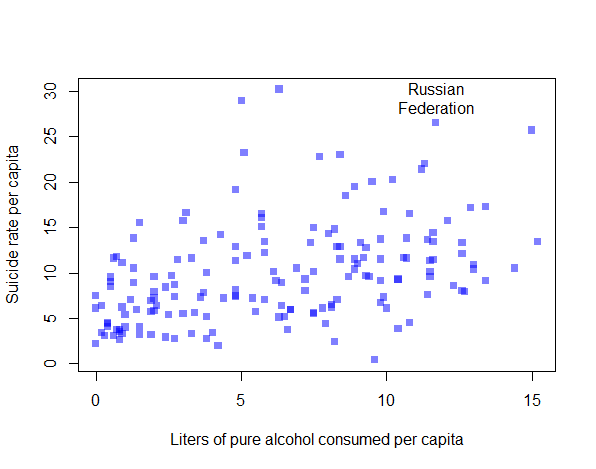 Russian
Federation
30
25
20
15
10
5
0
Suicide rate per capita
0 5 10 15
Liters of pure alcohol consumed per capita